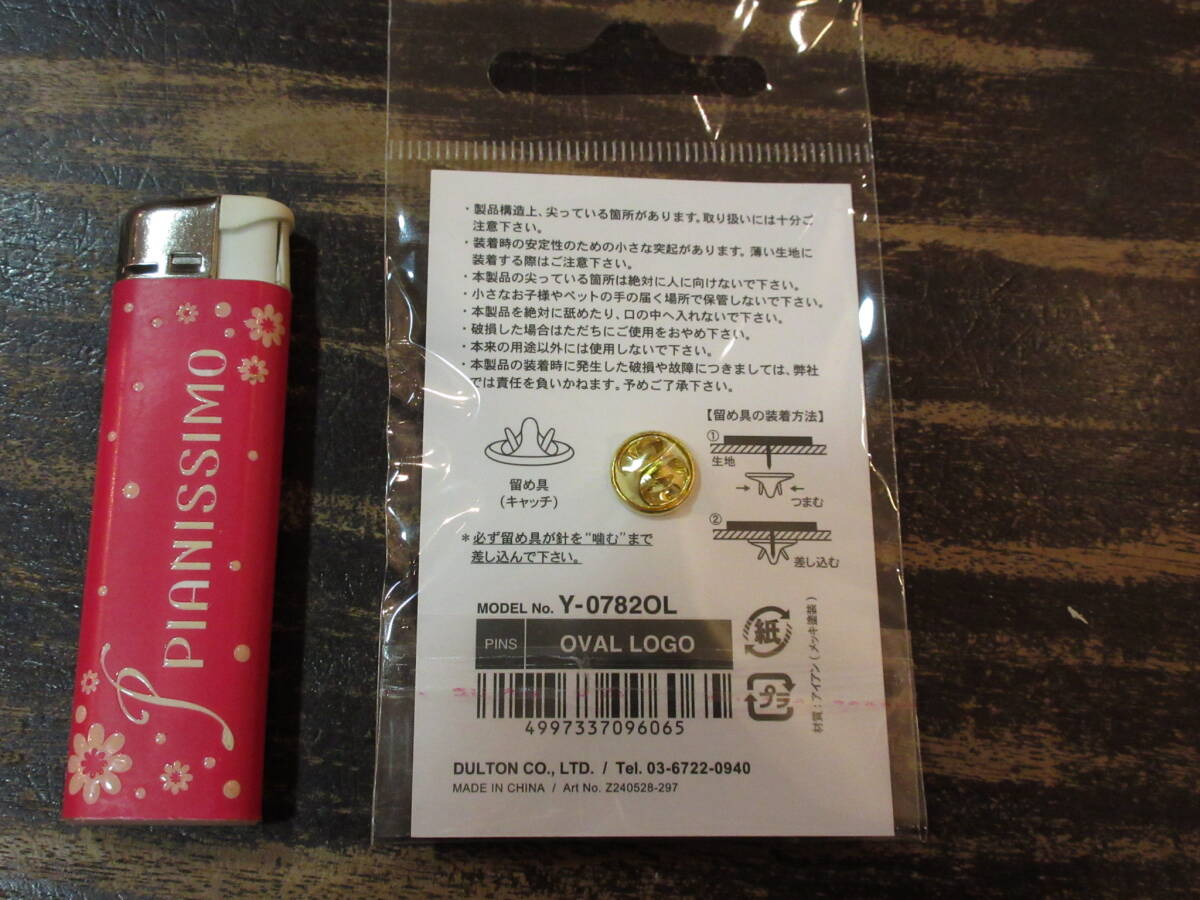 PIANISSIMO
P
・製品構造上、尖っている箇所があります。取り扱いには十分ご
注意下さい。
・装着時の安定性のための小さな突起があります。薄い生地に
装着する際はご注意下さい。
・本製品の尖っている箇所は絶対に人に向けないで下さい。
・小さなお子様やペットの手の届く場所で保管しないで下さい。
・本製品を絶対に舐めたり、口の中へ入れないで下さい。
・破損した場合はただちにご使用をおやめ下さい。
・本来の用途以外には使用しないで下さい。
・本製品の装着時に発生した破損や故障につきましては、弊社
では責任を負いかねます。予めご了承下さい。
留め具
(キャッチ)
【留め具の装着方法】
①
生地
つまむ
②
差し込む
＊必ず留め具が針を“噛む”まで
差し込んで下さい。
MODEL No. Y-0782OL
PINS OVAL LOGO
4997337096065
紙
プラ
材質：アイアン(メッキ塗装)
DULTON CO., LTD. / Tel. 03-6722-0940
MADE IN CHINA / Art No. Z240528-297